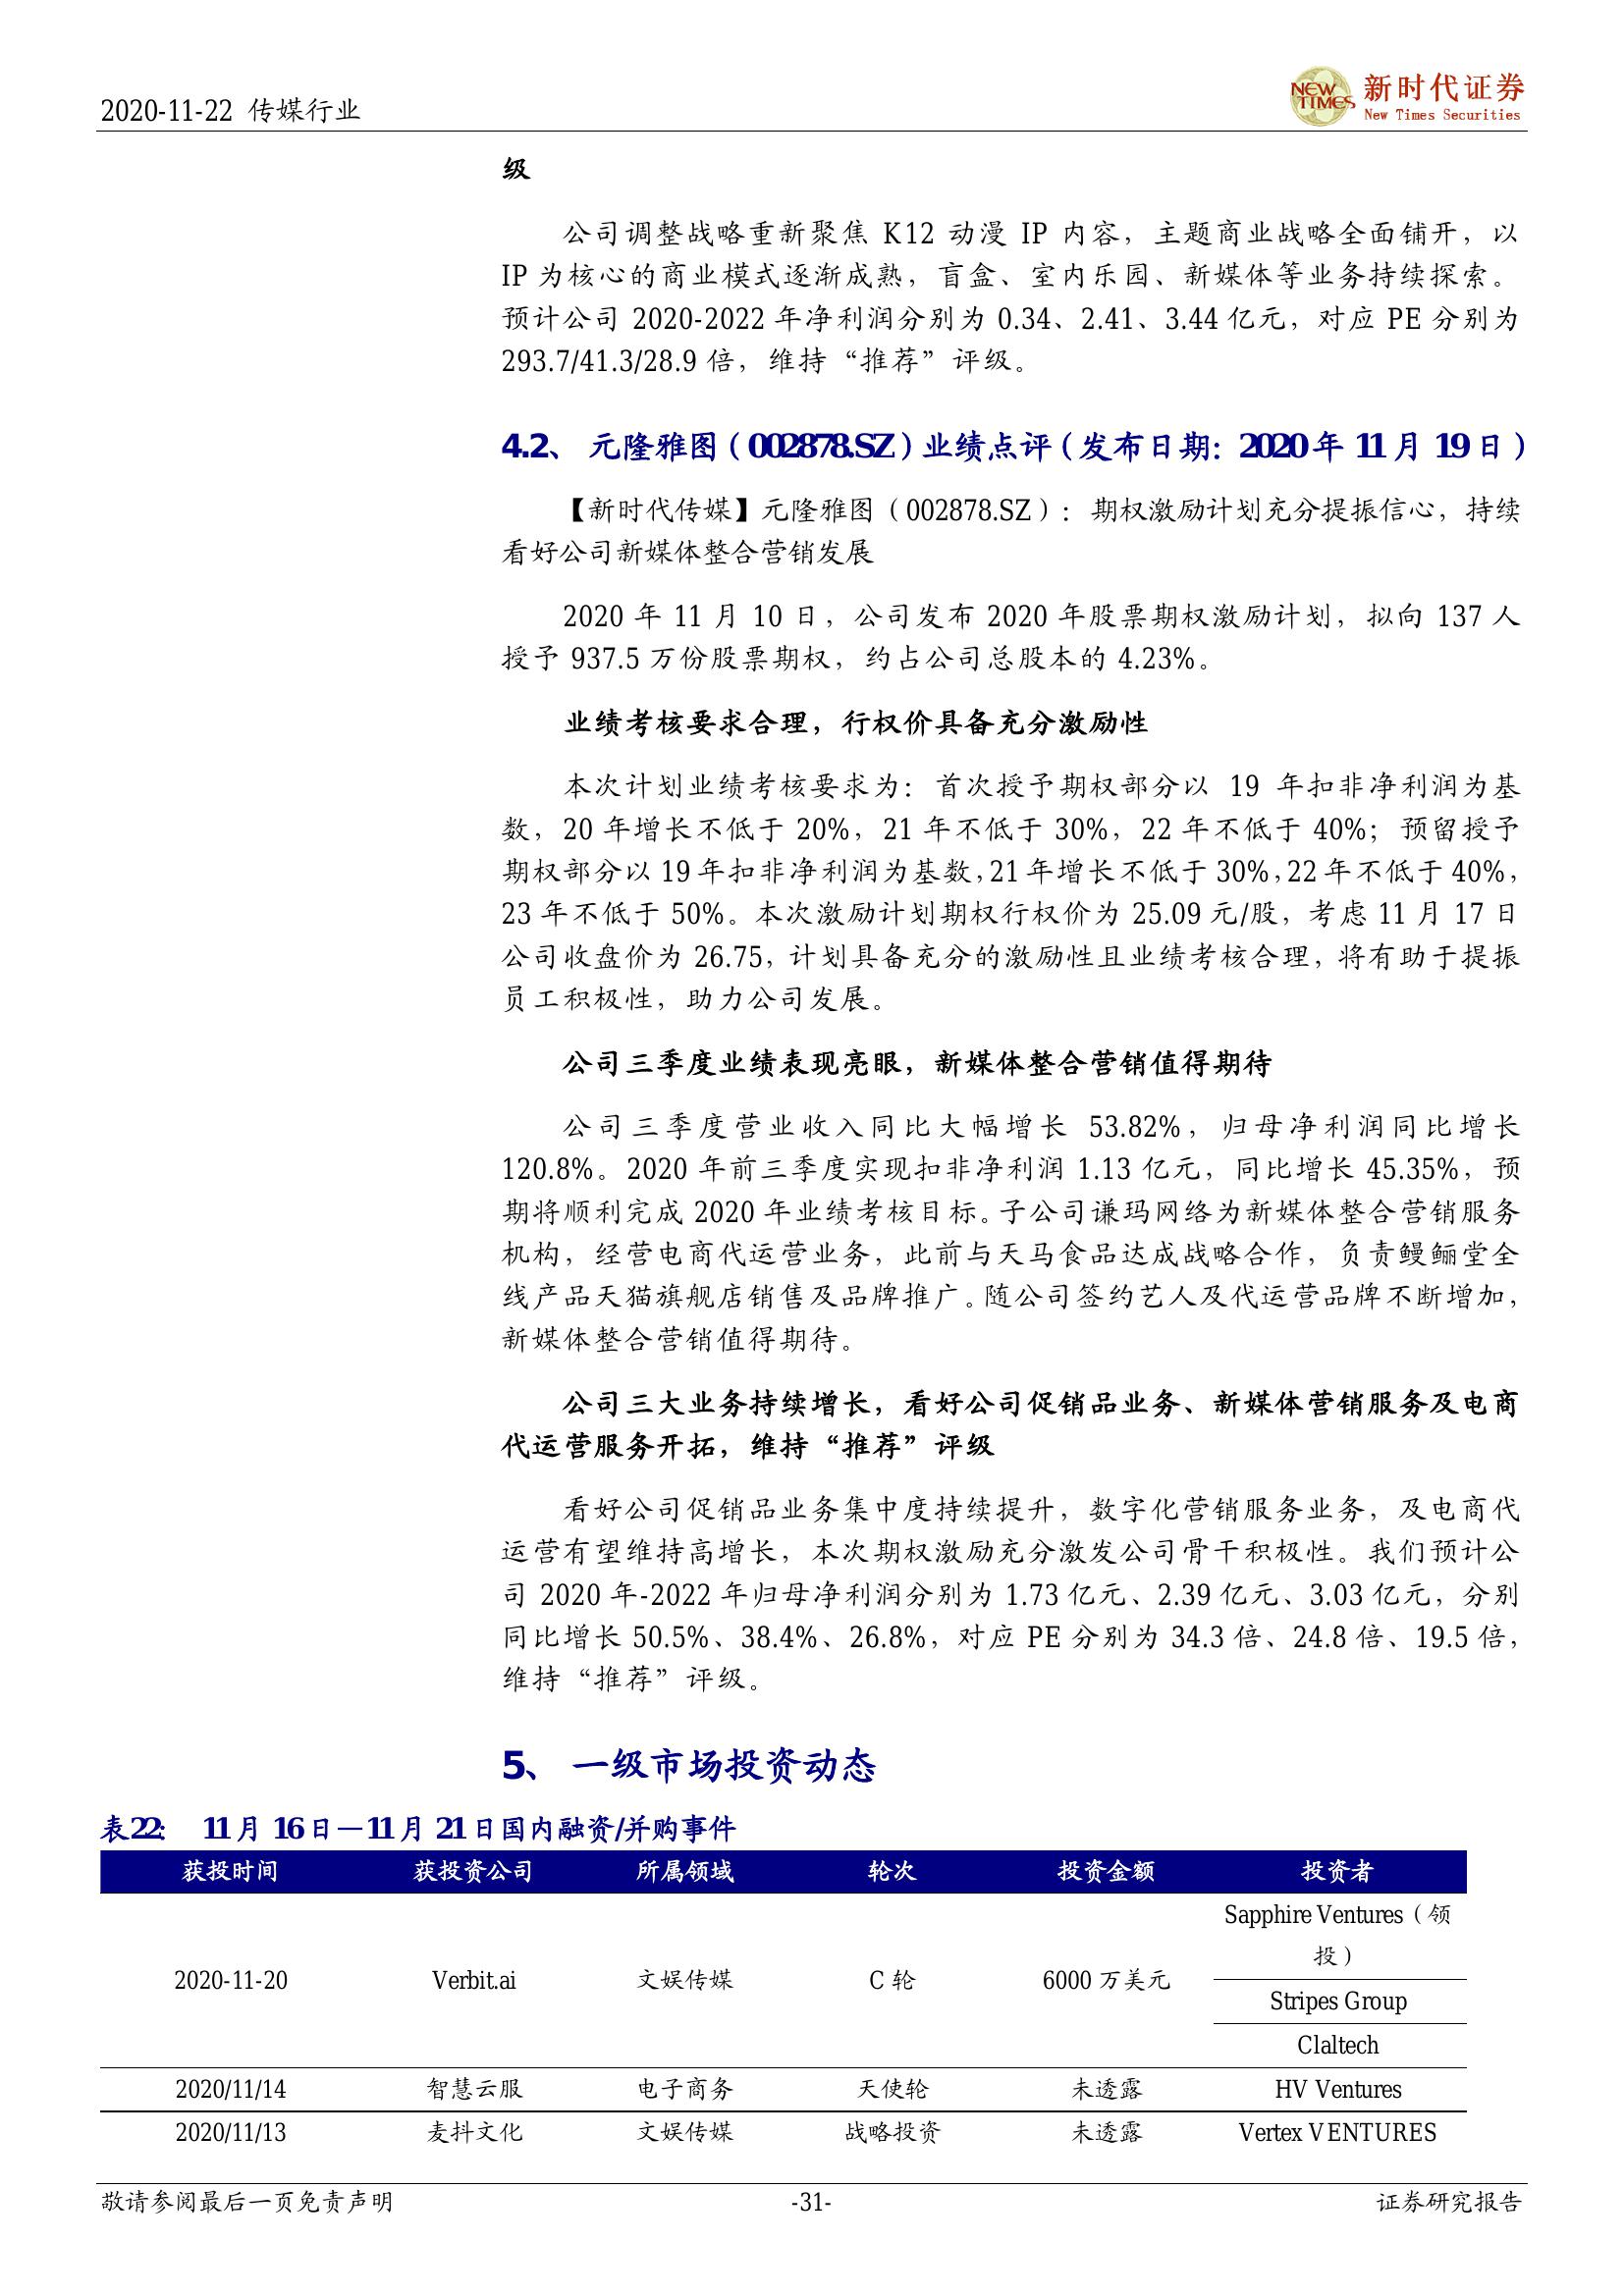 2020-11-22 传媒行业
NEW TIMES 新时代证券
New Times Securities
级
公司调整战略重新聚焦 K12 动漫 IP 内容，主题商业战略全面铺开，以
IP 为核心的商业模式逐渐成熟，盲盒、室内乐园、新媒体等业务持续探索。
预计公司 2020-2022 年净利润分别为 0.34、2.41、3.44 亿元，对应 PE 分别为
293.7/41.3/28.9 倍，维持“推荐”评级。
4.2、 元隆雅图（002878.SZ）业绩点评（发布日期：2020 年 11 月 19 日）
【新时代传媒】元隆雅图（002878.SZ）：期权激励计划充分提振信心，持续
看好公司新媒体整合营销发展
2020 年 11 月 10 日，公司发布 2020 年股票期权激励计划，拟向 137 人
授予 937.5 万份股票期权，约占公司总股本的 4.23%。
业绩考核要求合理，行权价具备充分激励性
本次计划业绩考核要求为：首次授予期权部分以 19 年扣非净利润为基
数，20 年增长不低于 20%，21 年不低于 30%，22 年不低于 40%；预留授予
期权部分以 19 年扣非净利润为基数，21 年增长不低于 30%，22 年不低于 40%，
23 年不低于 50%。本次激励计划期权行权价为 25.09 元/股，考虑 11 月 17 日
公司收盘价为 26.75，计划具备充分的激励性且业绩考核合理，将有助于提振
员工积极性，助力公司发展。
公司三季度业绩表现亮眼，新媒体整合营销值得期待
公司三季度营业收入同比大幅增长 53.82%，归母净利润同比增长
120.8%。2020 年前三季度实现扣非净利润 1.13 亿元，同比增长 45.35%，预
期将顺利完成 2020 年业绩考核目标。子公司谦玛网络为新媒体整合营销服务
机构，经营电商代运营业务，此前与天马食品达成战略合作，负责鳗鲡堂全
线产品天猫旗舰店销售及品牌推广。随公司签约艺人及代运营品牌不断增加，
新媒体整合营销值得期待。
公司三大业务持续增长，看好公司促销品业务、新媒体营销服务及电商
代运营服务开拓，维持“推荐”评级
看好公司促销品业务集中度持续提升，数字化营销服务业务，及电商代
运营有望维持高增长，本次期权激励充分激发公司骨干积极性。我们预计公
司 2020 年-2022 年归母净利润分别为 1.73 亿元、2.39 亿元、3.03 亿元，分别
同比增长 50.5%、38.4%、26.8%，对应 PE 分别为 34.3 倍、24.8 倍、19.5 倍，
维持“推荐”评级。
5、 一级市场投资动态
表22： 11 月 16 日—11 月 21 日国内融资/并购事件
获投时间 获投资公司 所属领域 轮次 投资金额 投资者
2020-11-20 Verbit.ai 文娱传媒 C 轮 6000 万美元 Sapphire Ventures（领
投）
Stripes Group
Claltech
2020/11/14 智慧云服 电子商务 天使轮 未透露 HV Ventures
2020/11/13 麦抖文化 文娱传媒 战略投资 未透露 Vertex VENTURES
敬请参阅最后一页免责声明 -31- 证券研究报告